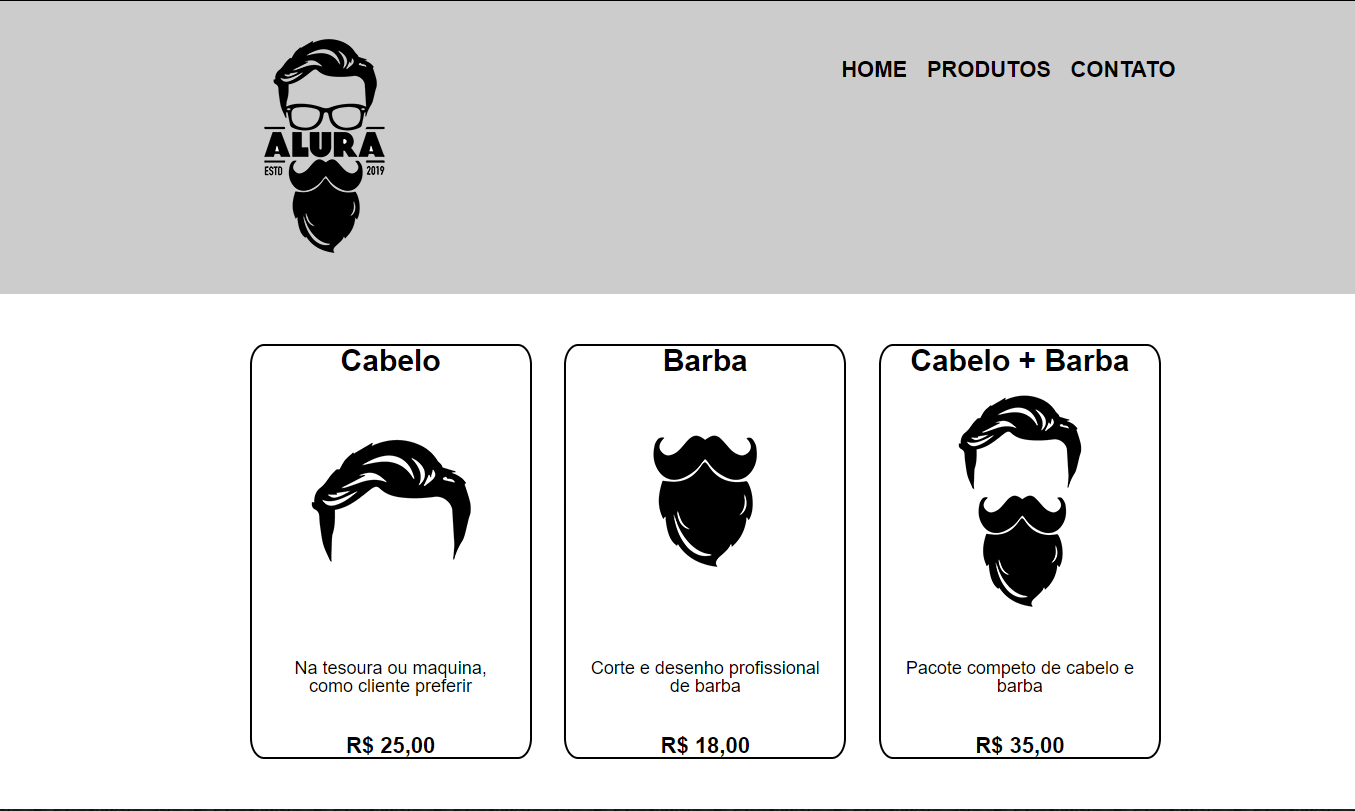 ALURA
ESTD 2019
HOME PRODUTOS CONTATO
Cabelo
Na tesoura ou maquina,
como cliente preferir
R$ 25,00
Barba
Corte e desenho profissional
de barba
R$ 18,00
Cabelo + Barba
Pacote competo de cabelo e
barba
R$ 35,00